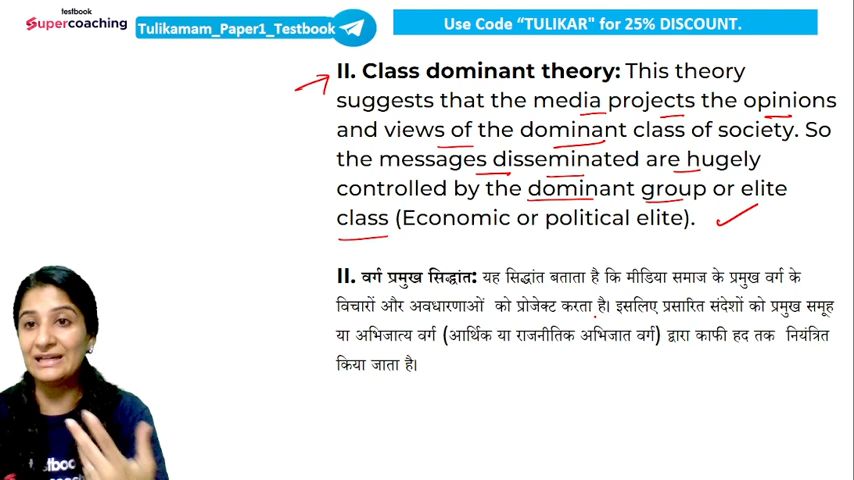 testbook
Supercoaching
Tulikamam_Paper1_Testbook
Use Code “TULIKAR" for 25% DISCOUNT.
II. Class dominant theory: This theory
suggests that the media projects the opinions
and views of the dominant class of society. So
the messages disseminated are hugely
controlled by the dominant group or elite
class (Economic or political elite).
II. वर्ग प्रमुख सिद्धांत: यह सिद्धांत बताता है कि मीडिया समाज के प्रमुख वर्ग के
विचारों और अवधारणाओं को प्रोजेक्ट करता है। इसलिए प्रसारित संदेशों को प्रमुख समूह
या अभिजात्य वर्ग (आर्थिक या राजनीतिक अभिजात वर्ग) द्वारा काफी हद तक नियंत्रित
किया जाता है।